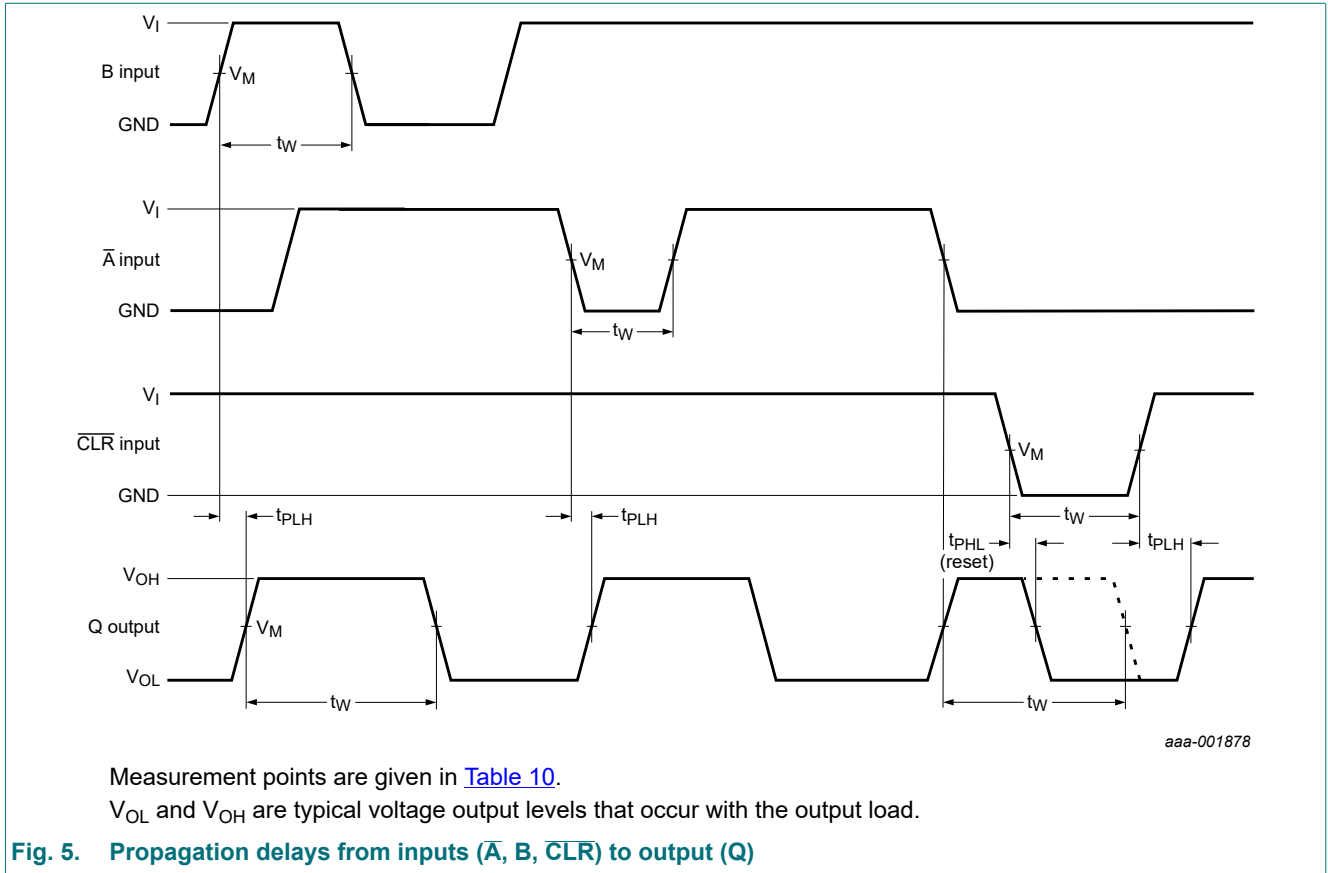 V_I
B input
V_M
GND
t_W
V_I
A̅ input
V_M
GND
t_W
V_I
C̅L̅R̅ input
V_M
GND
t_PLH
t_PLH
t_W
t_PHL
(reset)
t_PLH
V_OH
Q output
V_M
V_OL
t_W
t_W
aaa-001878
Measurement points are given in Table 10.
V_OL and V_OH are typical voltage output levels that occur with the output load.
Fig. 5. Propagation delays from inputs (A̅, B, C̅L̅R̅) to output (Q)